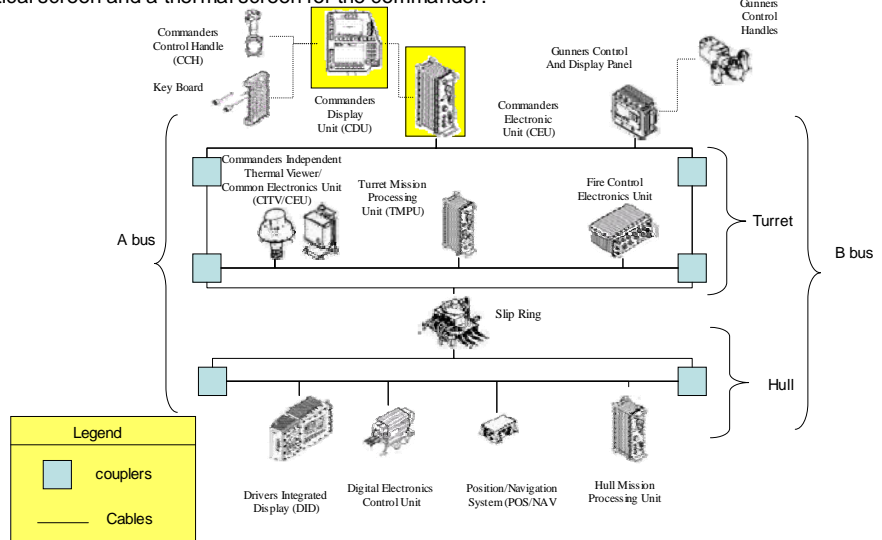 tical screen and a thermal screen for the commander.
Gunners
Control
Handles
Commanders
Control Handle
(CCH)
Key Board
Commanders
Display
Unit (CDU)
Commanders
Electronic
Unit (CEU)
Gunners Control
And Display Panel
Commanders Independent
Thermal Viewer/
Common Electronics Unit
(CITV/CEU)
Turret Mission
Processing
Unit (TMPU)
Fire Control
Electronics Unit
Turret
A bus
B bus
Slip Ring
Hull
Drivers Integrated
Display (DID)
Digital Electronics
Control Unit
Position/Navigation
System (POS/NAV
Hull Mission
Processing Unit
Legend
couplers
Cables